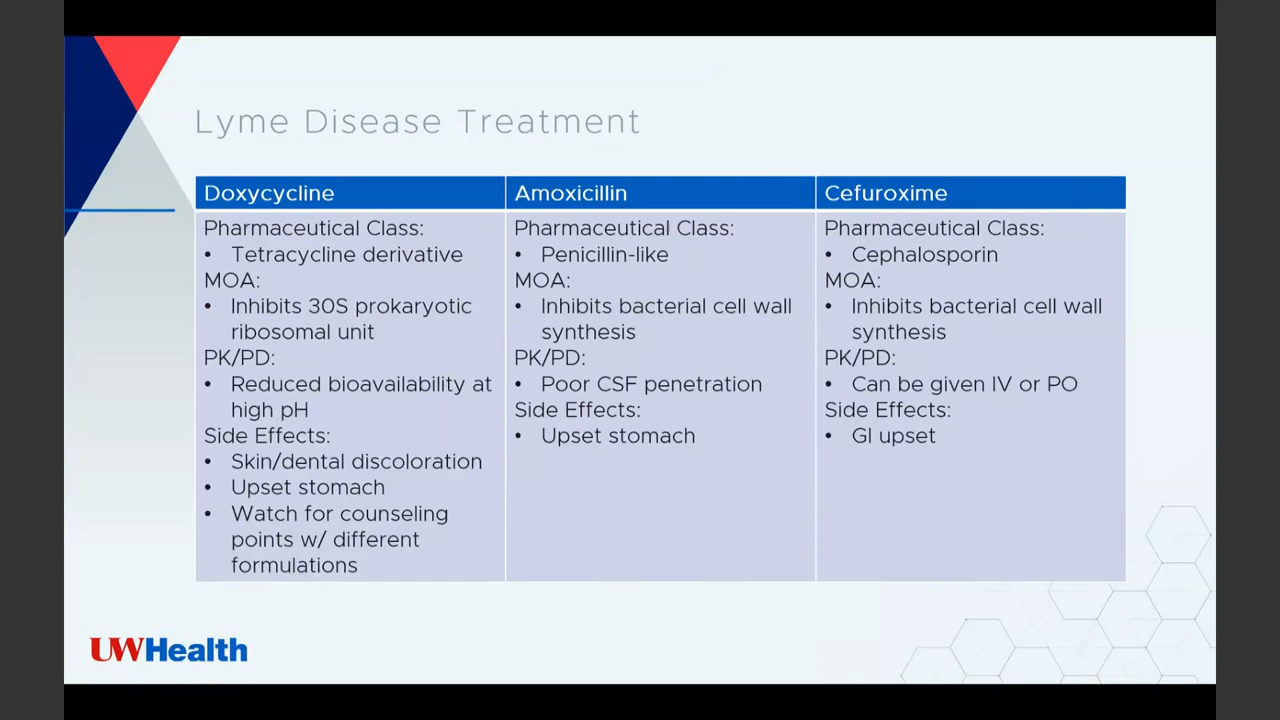 Lyme Disease Treatment
Doxycycline
Pharmaceutical Class:
• Tetracycline derivative
MOA:
• Inhibits 30S prokaryotic
ribosomal unit
PK/PD:
• Reduced bioavailability at
high pH
Side Effects:
• Skin/dental discoloration
• Upset stomach
• Watch for counseling
points w/ different
formulations
Amoxicillin
Pharmaceutical Class:
• Penicillin-like
MOA:
• Inhibits bacterial cell wall
synthesis
PK/PD:
• Poor CSF penetration
Side Effects:
• Upset stomach
Cefuroxime
Pharmaceutical Class:
• Cephalosporin
MOA:
• Inhibits bacterial cell wall
synthesis
PK/PD:
• Can be given IV or PO
Side Effects:
• GI upset
UWHealth